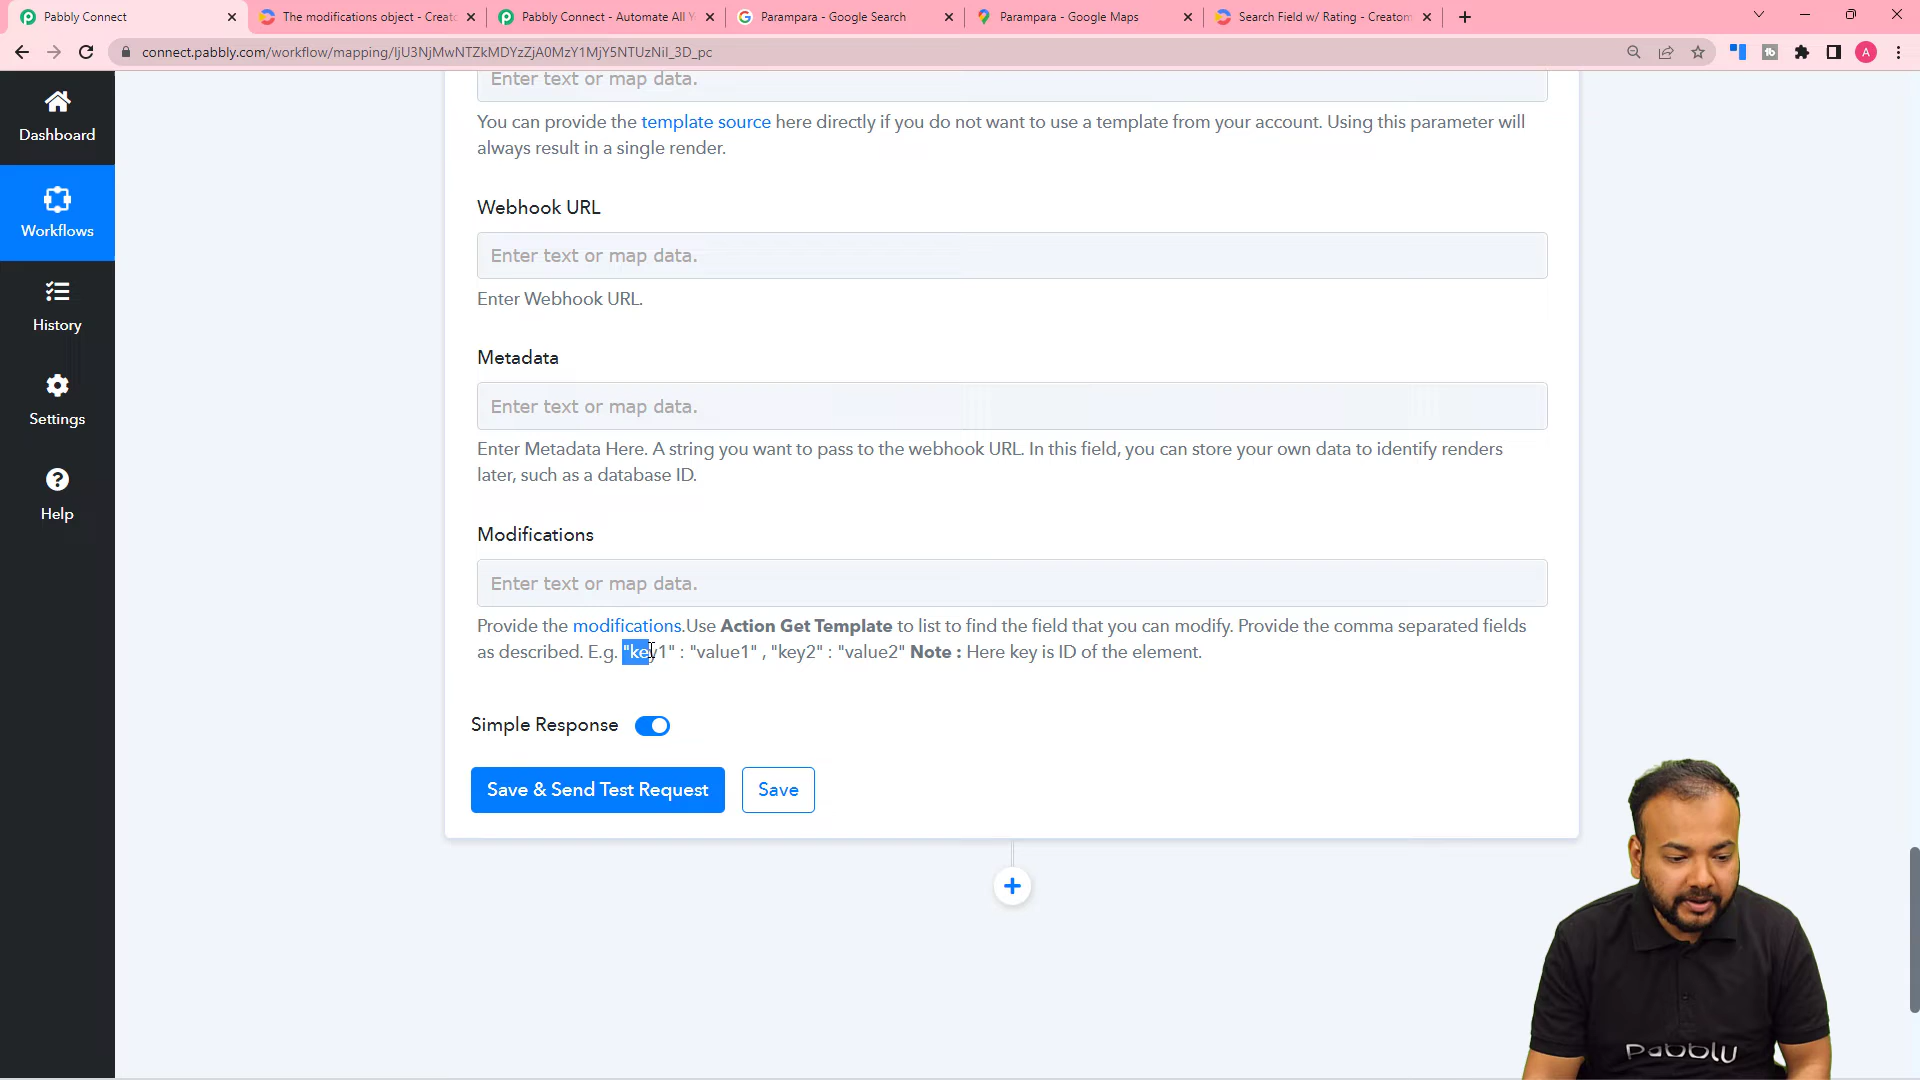 Pabbly Connect
The modifications object - Creato
Pabbly Connect - Automate All Y
Parampara - Google Search
Parampara - Google Maps
Search Field w/ Rating - Creatom
connect.pabbly.com/workflow/mapping/IjU3NjMwNTZkMDYzZjA0MzY1MjY5NTUzNiI_3D_pc
A
Dashboard
Workflows
History
Settings
Help
Enter text or map data.
You can provide the template source here directly if you do not want to use a template from your account. Using this parameter will
always result in a single render.
Webhook URL
Enter text or map data.
Enter Webhook URL.
Metadata
Enter text or map data.
Enter Metadata Here. A string you want to pass to the webhook URL. In this field, you can store your own data to identify renders
later, such as a database ID.
Modifications
Enter text or map data.
Provide the modifications.Use Action Get Template to list to find the field that you can modify. Provide the comma separated fields
as described. E.g. "key1" : "value1" , "key2" : "value2" Note : Here key is ID of the element.
Simple Response
Save & Send Test Request
Save
Pabbly